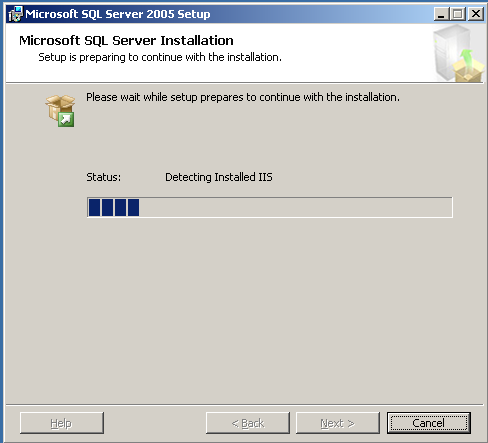 Microsoft SQL Server 2005 Setup
Microsoft SQL Server Installation
Setup is preparing to continue with the installation.
Please wait while setup prepares to continue with the installation.
Status: Detecting Installed IIS
Help < Back Next > Cancel